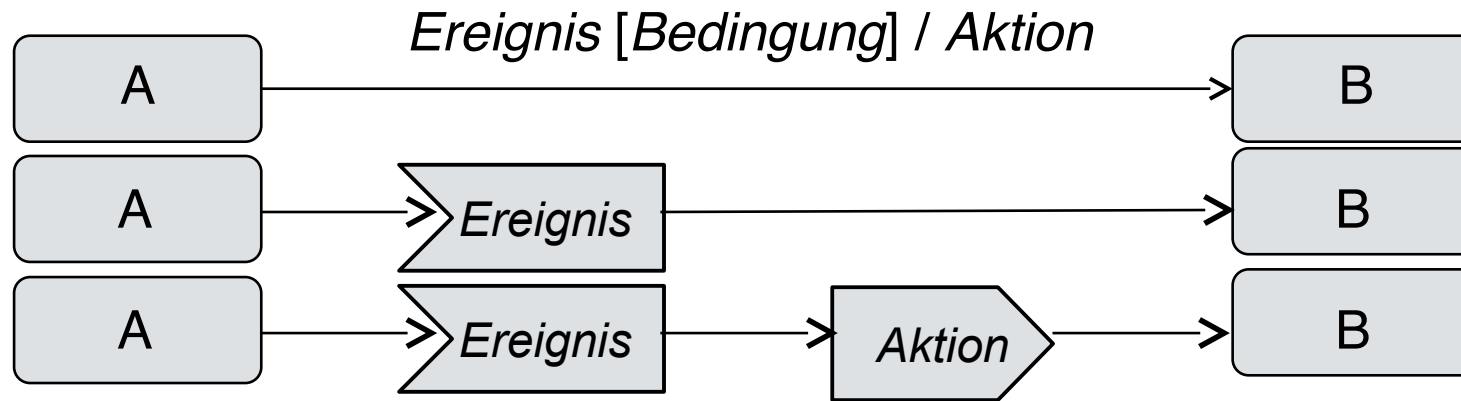 Ereignis [Bedingung] / Aktion
A B
A Ereignis B
A Ereignis Aktion B